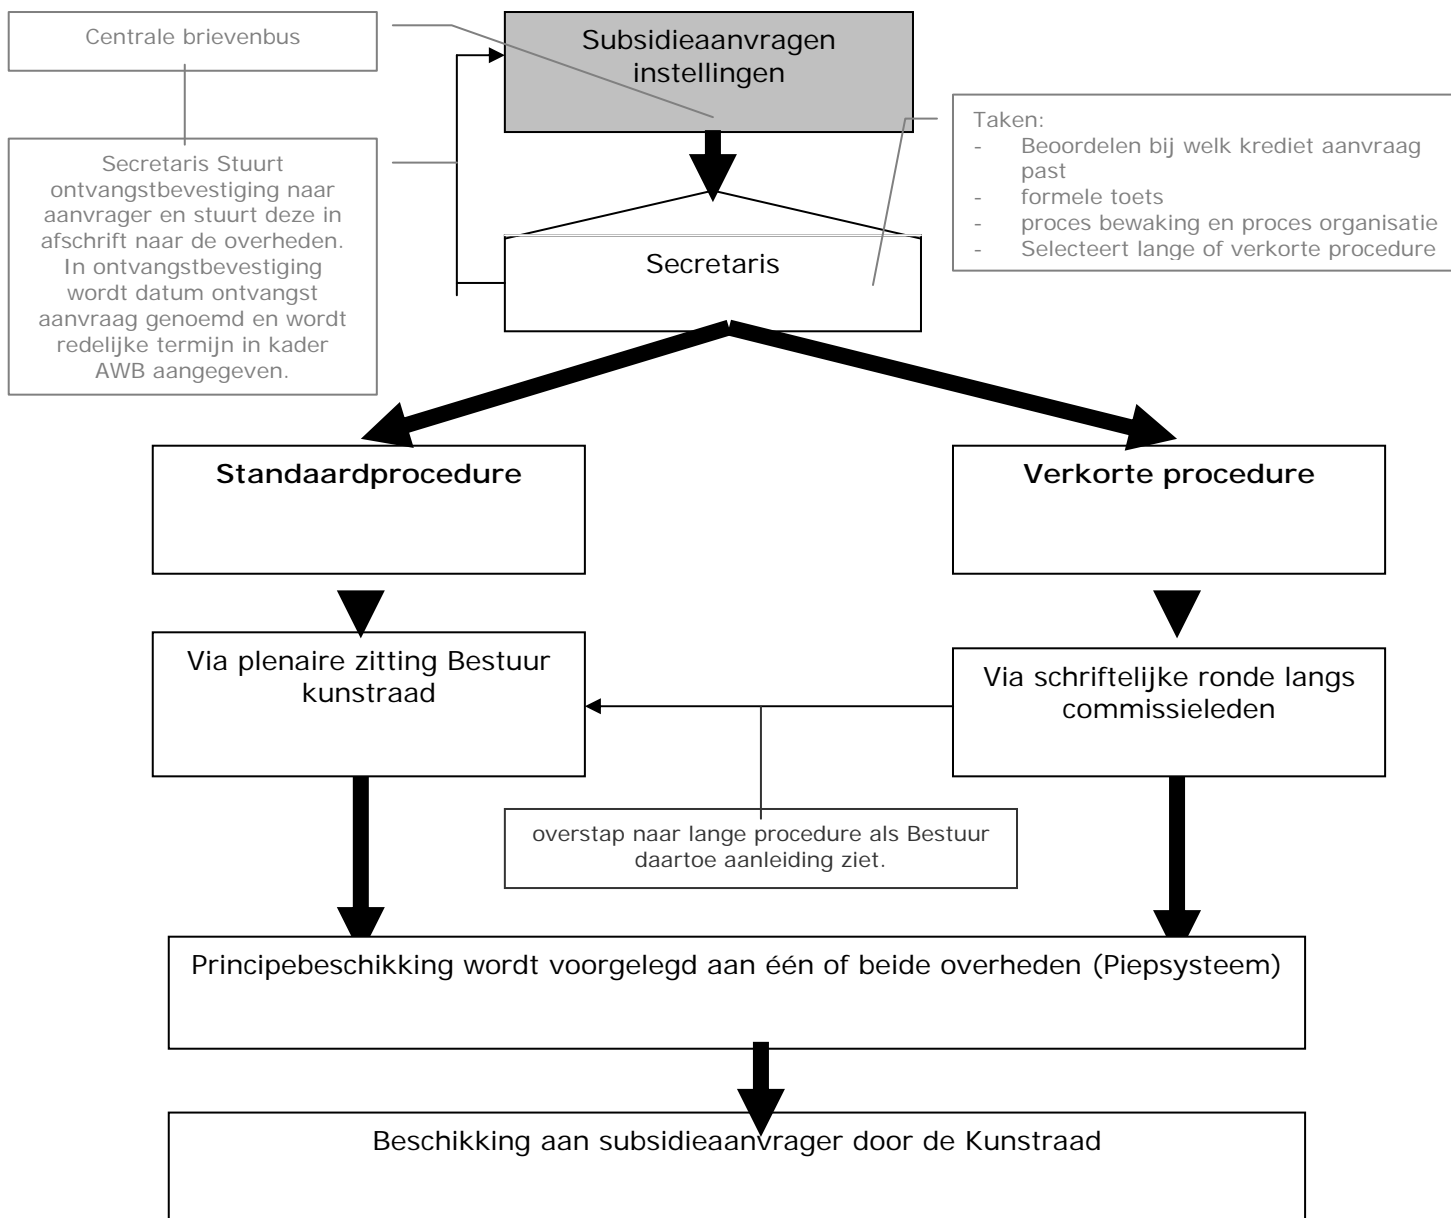 Centrale brievenbus
Subsidieaanvragen
instellingen
Secretaris Stuurt
ontvangstbevestiging naar
aanvrager en stuurt deze in
afschrift naar de overheden.
In ontvangstbevestiging
wordt datum ontvangst
aanvraag genoemd en wordt
redelijke termijn in kader
AWB aangegeven.
Taken:
- Beoordelen bij welk krediet aanvraag
past
- formele toets
- proces bewaking en proces organisatie
- Selecteert lange of verkorte procedure
Secretaris
Standaardprocedure
Verkorte procedure
Via plenaire zitting Bestuur
kunstraad
Via schriftelijke ronde langs
commissieleden
overstap naar lange procedure als Bestuur
daartoe aanleiding ziet.
Principebeschikking wordt voorgelegd aan één of beide overheden (Piepsysteem)
Beschikking aan subsidieaanvrager door de Kunstraad